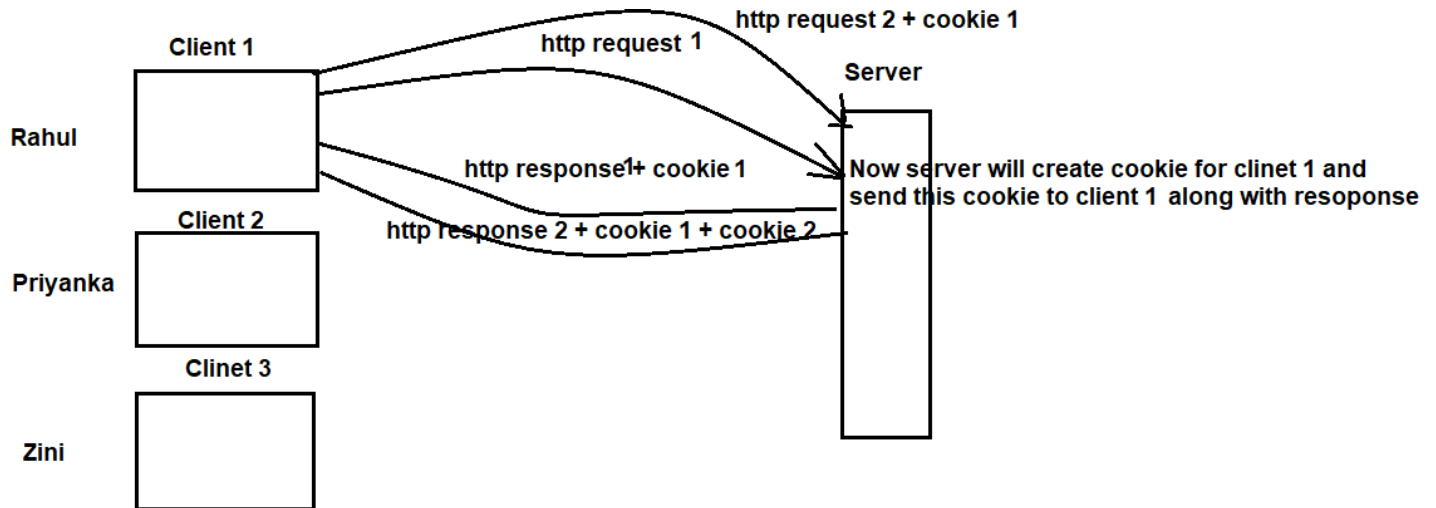 http request 2 + cookie 1
http request 1
Client 1
Server
Rahul
http response1+ cookie 1
Now server will create cookie for clinet 1 and
send this cookie to client 1 along with resoponse
Client 2
http response 2 + cookie 1 + cookie 2
Priyanka
Clinet 3
Zini